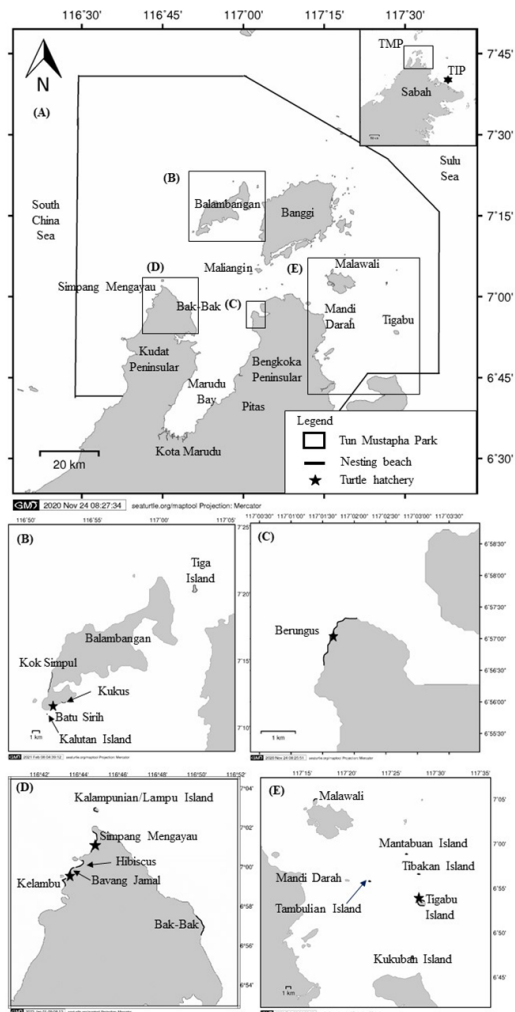 116°30' 116°45' 117°00' 117°15' 117°30'
N
(A)
TMP
TIP
Sabah
7°45'
7°30'
Sulu
Sea
South
China
Sea
(B)
Balambangan
Banggi
7°15'
Maliangin
(E)
Malawali
(D)
Simpang Mengayau
Bak-Bak
(C)
Mandi
Darah
Tigabu
7°00'
Kudat
Peninsular
Marudu
Bay
Bengkoka
Peninsular
Pitas
6°45'
Kota Marudu
20 km
Legend
Tun Mustapha Park
Nesting beach
Turtle hatchery
6°30'
GMD 2020 Nov 24 08:27:34 seaturtle.org/maptool Projection: Mercator
116°50' 116°55' 117°00' 117°05'
(B)
7°25'
Tiga
Island
7°20'
Balambangan
Kok Simpul
7°15'
Kukus
Batu Sirih
Kalutan Island
1 km
7°10'
117°00'30" 117°01'00" 117°01'30" 117°02'00" 117°02'30" 117°03'00" 117°03'30"
(C)
6°58'30"
6°58'00"
6°57'30"
Berungus
6°57'00"
6°56'30"
6°56'00"
1 km
6°55'30"
116°42' 116°44' 116°46' 116°48' 116°50' 116°52'
(D)
7°04'
Kalampunian/Lampu Island
7°02'
Simpang Mengayau
Hibiscus
7°00'
Kelambu
Bavang Jamal
6°58'
Bak-Bak
6°56'
6°54'
1 km
117°15' 117°20' 117°25' 117°30' 117°35'
(E)
Malawali
7°00'
Mantabuan Island
Tibakan Island
6°55'
Mandi Darah
Tambulian Island
Tigabu
Island
6°50'
Kukuban Island
6°45'
1 km